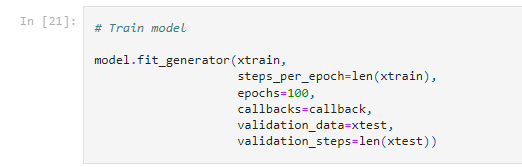 In [21]:
# Train model
model.fit_generator(xtrain,
steps_per_epoch=len(xtrain),
epochs=100,
callbacks=callback,
validation_data=xtest,
validation_steps=len(xtest))